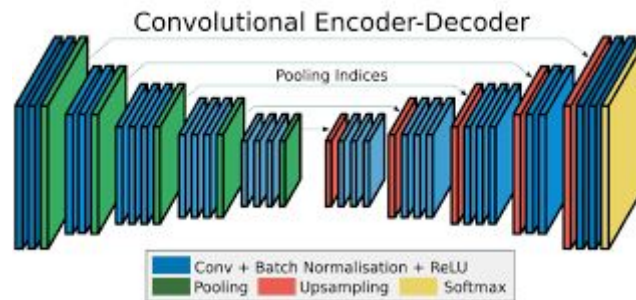 Convolutional Encoder-Decoder
Pooling Indices
Conv + Batch Normalisation + ReLU
Pooling Upsampling Softmax